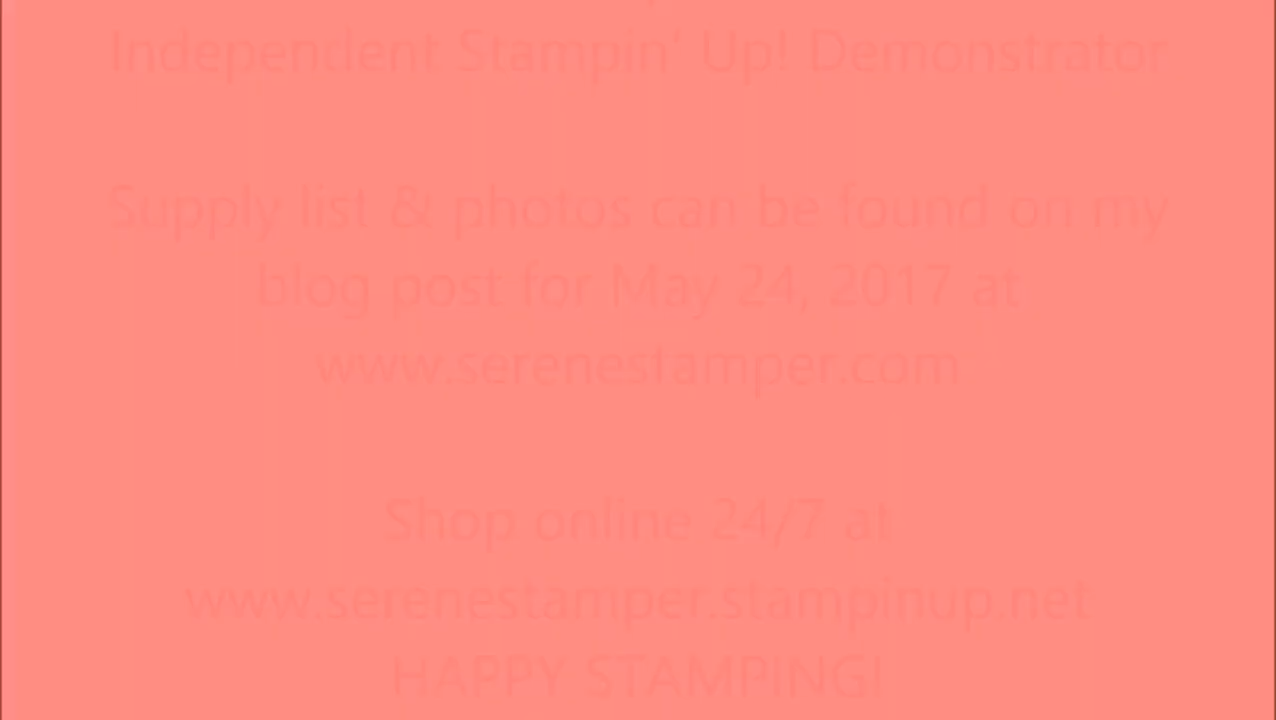 Independent Stampin' Up! Demonstrator
Supply list & photos can be found on my
blog post for May 24, 2017 at
www.serenestamper.com
Shop online 24/7 at
www.serenestamper.stampinup.net
HAPPY STAMPING!